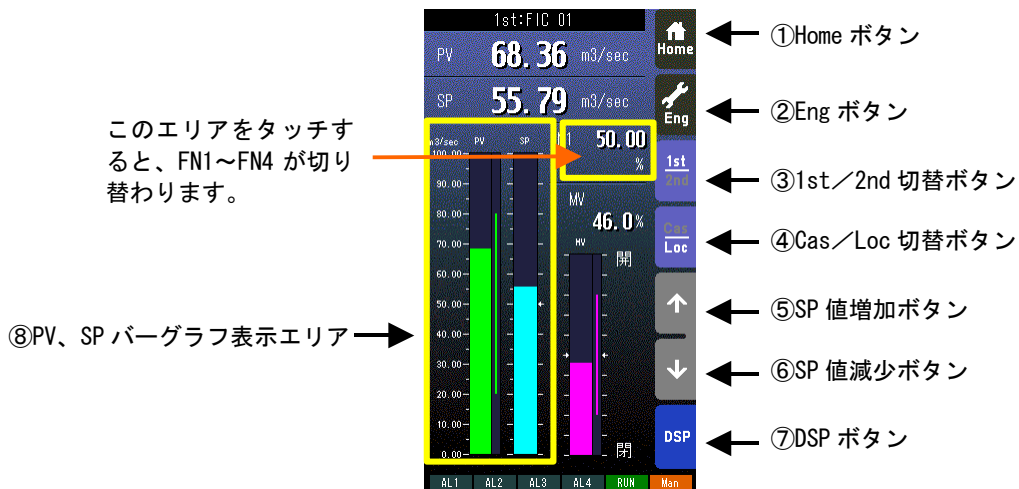 1st:FIC 01
PV 68.36 m3/sec
SP 55.79 m3/sec
50.00
%
m3/sec PV SP
100.00
90.00
80.00
70.00
60.00
50.00
40.00
30.00
20.00
10.00
0.00
MV
46.0%
MV
開
閉
Home
Eng
1st
2nd
Cas
Loc
↑
↓
DSP
AL1 AL2 AL3 AL4 RUN Man
このエリアをタッチす
ると、FN1～FN4 が切り
替わります。
⑧PV、SP バーグラフ表示エリア
①Home ボタン
②Eng ボタン
③1st／2nd 切替ボタン
④Cas／Loc 切替ボタン
⑤SP 値増加ボタン
⑥SP 値減少ボタン
⑦DSP ボタン